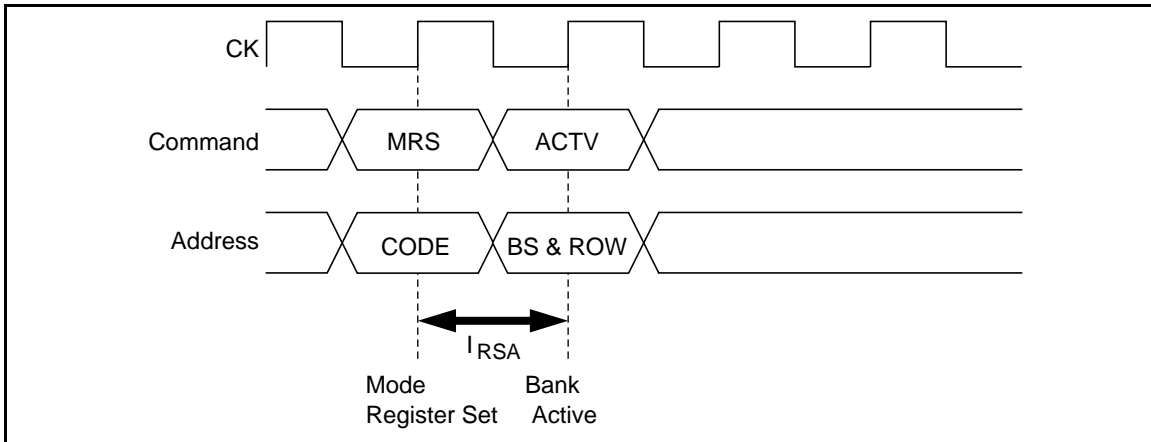 CK
Command
MRS
ACTV
Address
CODE
BS & ROW
I RSA
Mode
Register Set
Bank
Active